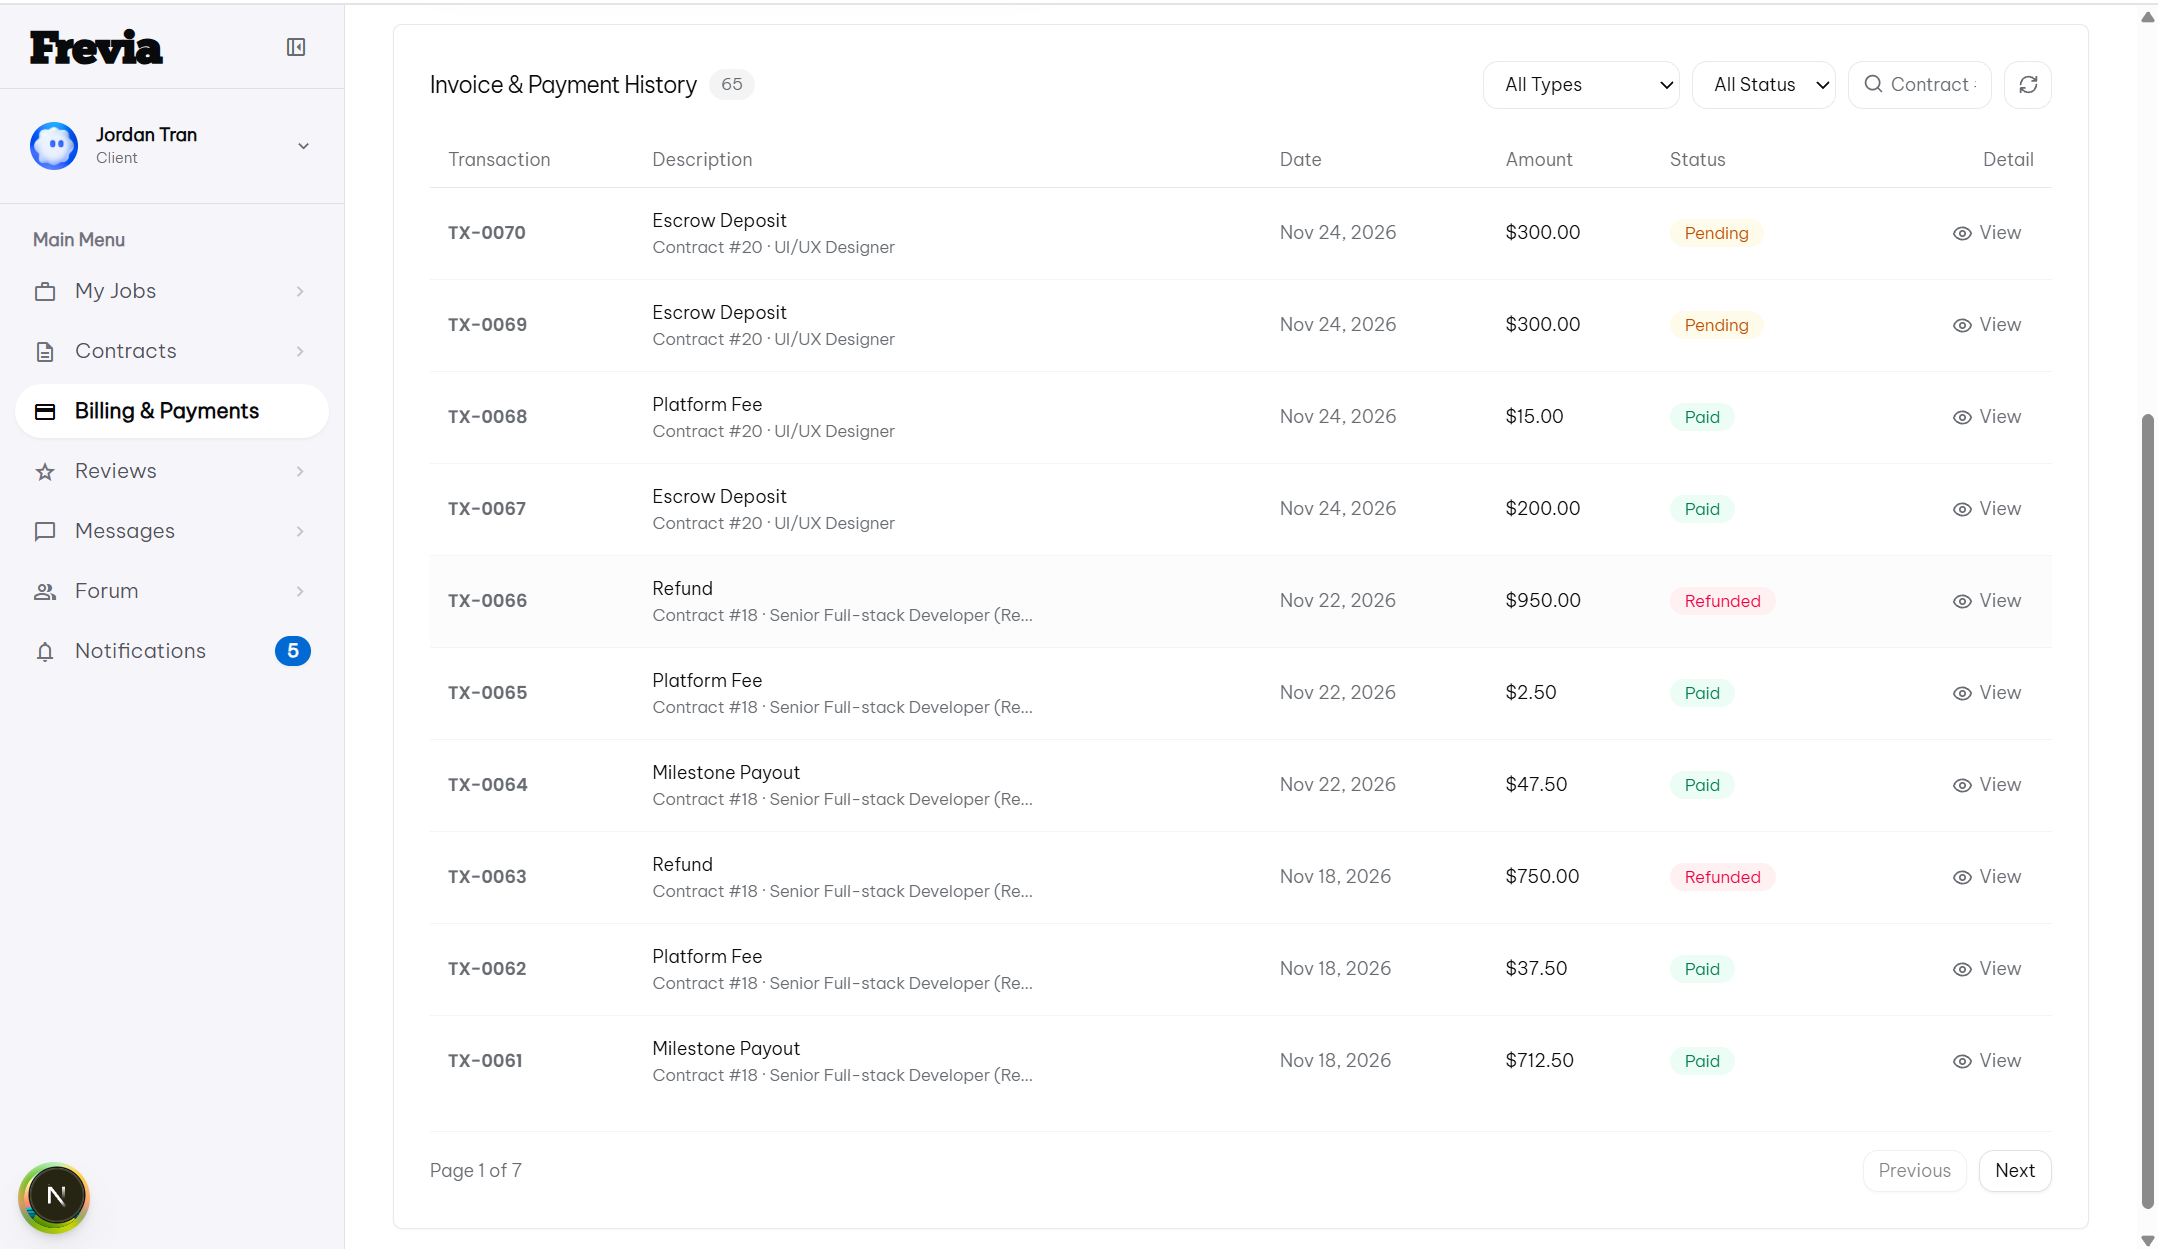 Frevia
Jordan Tran
Client
Main Menu
My Jobs
Contracts
Billing & Payments
Reviews
Messages
Forum
Notifications 5
N
Invoice & Payment History 65
All Types
All Status
Contract
Transaction Description Date Amount Status Detail
TX-0070 Escrow Deposit Nov 24, 2026 $300.00 Pending View
Contract #20 · UI/UX Designer
TX-0069 Escrow Deposit Nov 24, 2026 $300.00 Pending View
Contract #20 · UI/UX Designer
TX-0068 Platform Fee Nov 24, 2026 $15.00 Paid View
Contract #20 · UI/UX Designer
TX-0067 Escrow Deposit Nov 24, 2026 $200.00 Paid View
Contract #20 · UI/UX Designer
TX-0066 Refund Nov 22, 2026 $950.00 Refunded View
Contract #18 · Senior Full-stack Developer (Re...
TX-0065 Platform Fee Nov 22, 2026 $2.50 Paid View
Contract #18 · Senior Full-stack Developer (Re...
TX-0064 Milestone Payout Nov 22, 2026 $47.50 Paid View
Contract #18 · Senior Full-stack Developer (Re...
TX-0063 Refund Nov 18, 2026 $750.00 Refunded View
Contract #18 · Senior Full-stack Developer (Re...
TX-0062 Platform Fee Nov 18, 2026 $37.50 Paid View
Contract #18 · Senior Full-stack Developer (Re...
TX-0061 Milestone Payout Nov 18, 2026 $712.50 Paid View
Contract #18 · Senior Full-stack Developer (Re...
Page 1 of 7
Previous Next